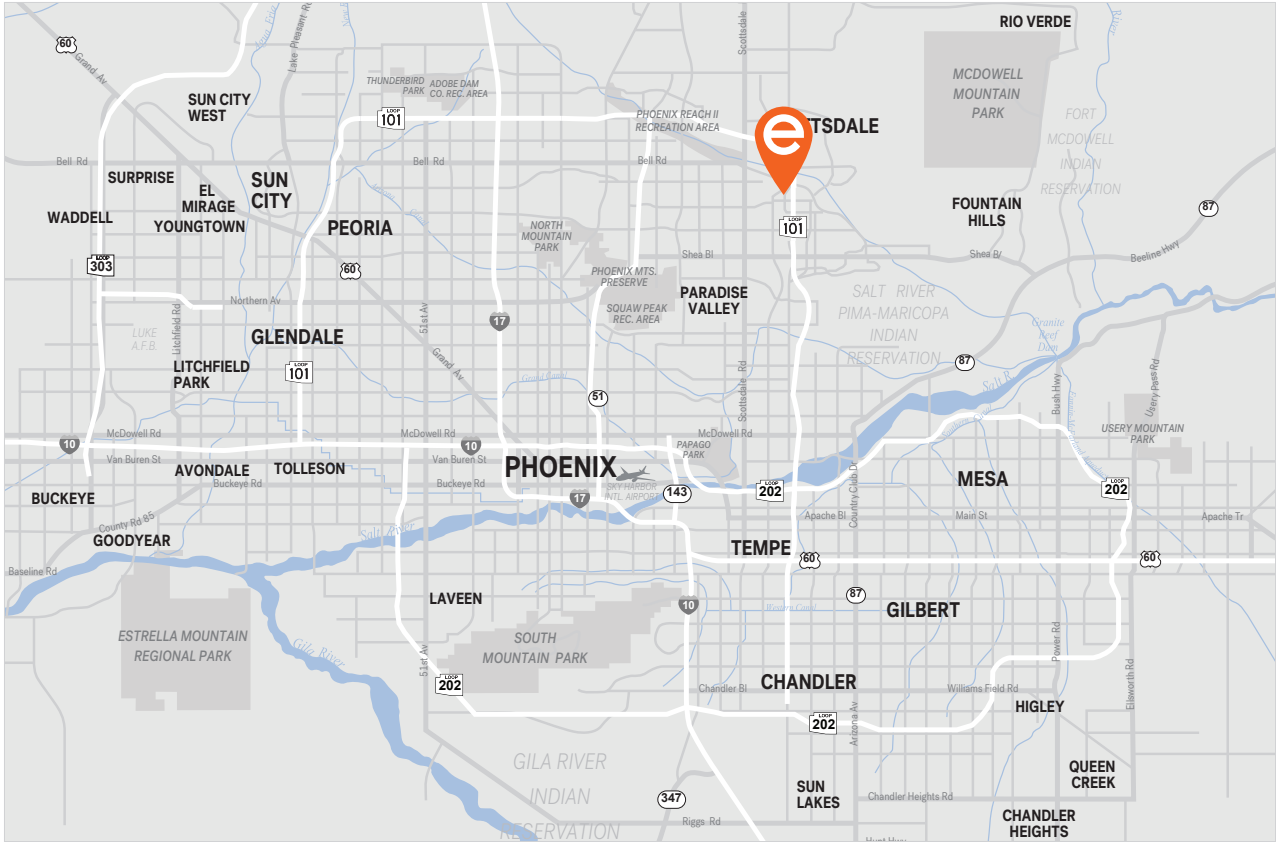 RIO VERDE
Scottsdale
River
60
Grand Av
Agua Fria
Lake Pleasant Rd
MCDOWELL
MOUNTAIN
PARK
THUNDERBIRD
PARK
ADOBE DAM
CO. REC. AREA
SUN CITY
WEST
LOOP
101
PHOENIX REACH II
RECREATION AREA
e
TSDALE
FORT
MCDOWELL
INDIAN
RESERVATION
Bell Rd
Bell Rd
Bell Rd
SURPRISE
EL
MIRAGE
SUN
CITY
YOUNGTOWN
WADDELL
PEORIA
NORTH
MOUNTAIN
PARK
LOOP
101
FOUNTAIN
HILLS
87
Shea Bl
Shea Bl
Beeline Hwy
LOOP
303
60
PHOENIX MTS.
PRESERVE
SQUAW PEAK
REC. AREA
PARADISE
VALLEY
SALT RIVER
PIMA-MARICOPA
INDIAN
RESERVATION
Northern Av
Litchfield Rd
51st Av
17
LUKE
A.F.B.
GLENDALE
Granite
Reef
Dam
LITCHFIELD
PARK
LOOP
101
Grand Av
Grand Canal
51
Scottsdale Rd
87
Salt R
Bush Hwy
Usery Pass Rd
10
McDowell Rd
McDowell Rd
10
McDowell Rd
PAPAGO
PARK
USERY MOUNTAIN
PARK
Van Buren St
Van Buren St
AVONDALE
TOLLESON
PHOENIX
Buckeye Rd
Buckeye Rd
SKY HARBOR
INTL. AIRPORT
17
143
LOOP
202
County Club Dr
MESA
LOOP
202
BUCKEYE
County Rd 85
GOODYEAR
Salt River
Apache Bl
Main St
Apache Tr
TEMPE
60
60
Baseline Rd
LAVEEN
10
Western Canal
87
GILBERT
ESTRELLA MOUNTAIN
REGIONAL PARK
Gila River
SOUTH
MOUNTAIN PARK
51st Av
LOOP
202
Power Rd
Ellsworth Rd
CHANDLER
Chandler Bl
Williams Field Rd
HIGLEY
LOOP
202
Arizona Av
GILA RIVER
INDIAN
RESERVATION
347
SUN
LAKES
QUEEN
CREEK
Chandler Heights Rd
Riggs Rd
CHANDLER
HEIGHTS
Hunt Hwy